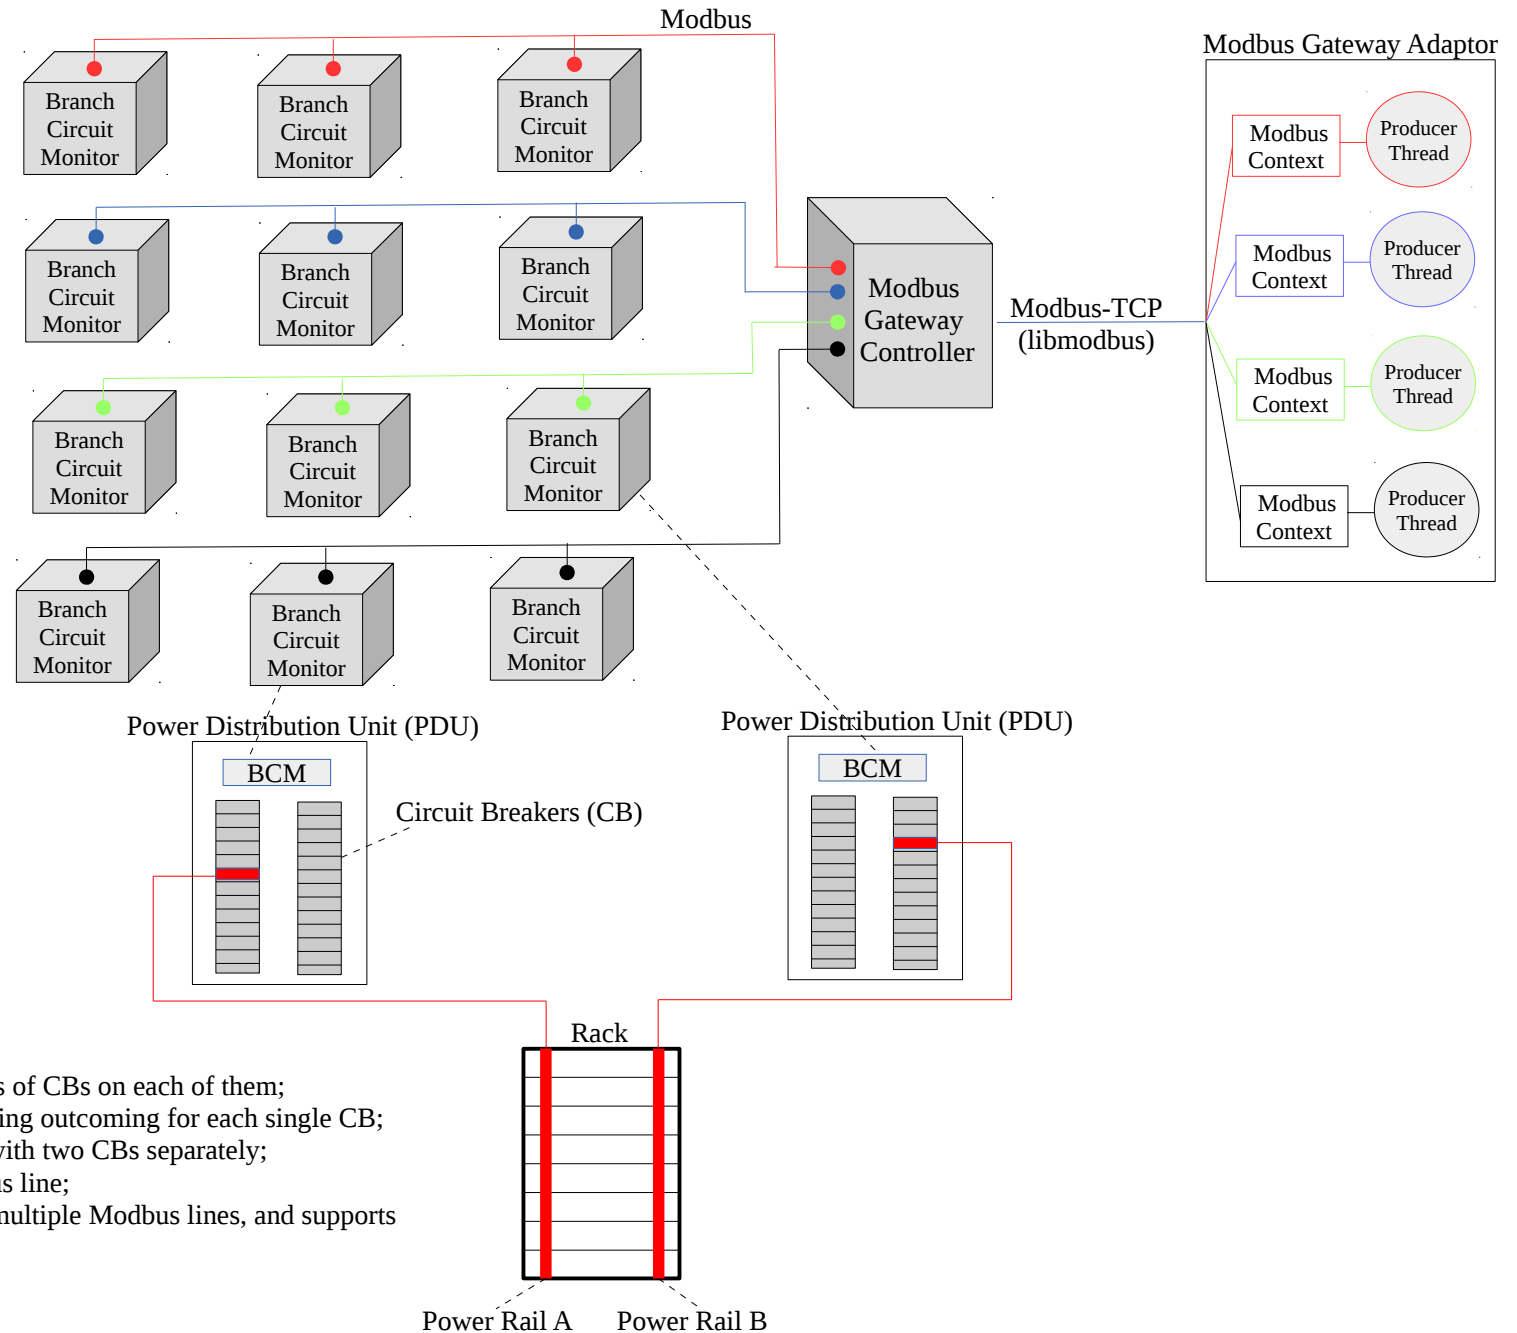 Modbus
Modbus Gateway Adaptor
Branch
Circuit
Monitor
Branch
Circuit
Monitor
Branch
Circuit
Monitor
Modbus
Context
Producer
Thread
Branch
Circuit
Monitor
Branch
Circuit
Monitor
Branch
Circuit
Monitor
Modbus
Gateway
Controller
Modbus-TCP
(libmodbus)
Modbus
Context
Producer
Thread
Branch
Circuit
Monitor
Branch
Circuit
Monitor
Branch
Circuit
Monitor
Modbus
Context
Producer
Thread
Modbus
Context
Producer
Thread
Branch
Circuit
Monitor
Branch
Circuit
Monitor
Branch
Circuit
Monitor
Power Distribution Unit (PDU)
BCM
Circuit Breakers (CB)
Power Distribution Unit (PDU)
BCM
Rack
s of CBs on each of them;
ing outcoming for each single CB;
with two CBs separately;
us line;
multiple Modbus lines, and supports
Power Rail A
Power Rail B